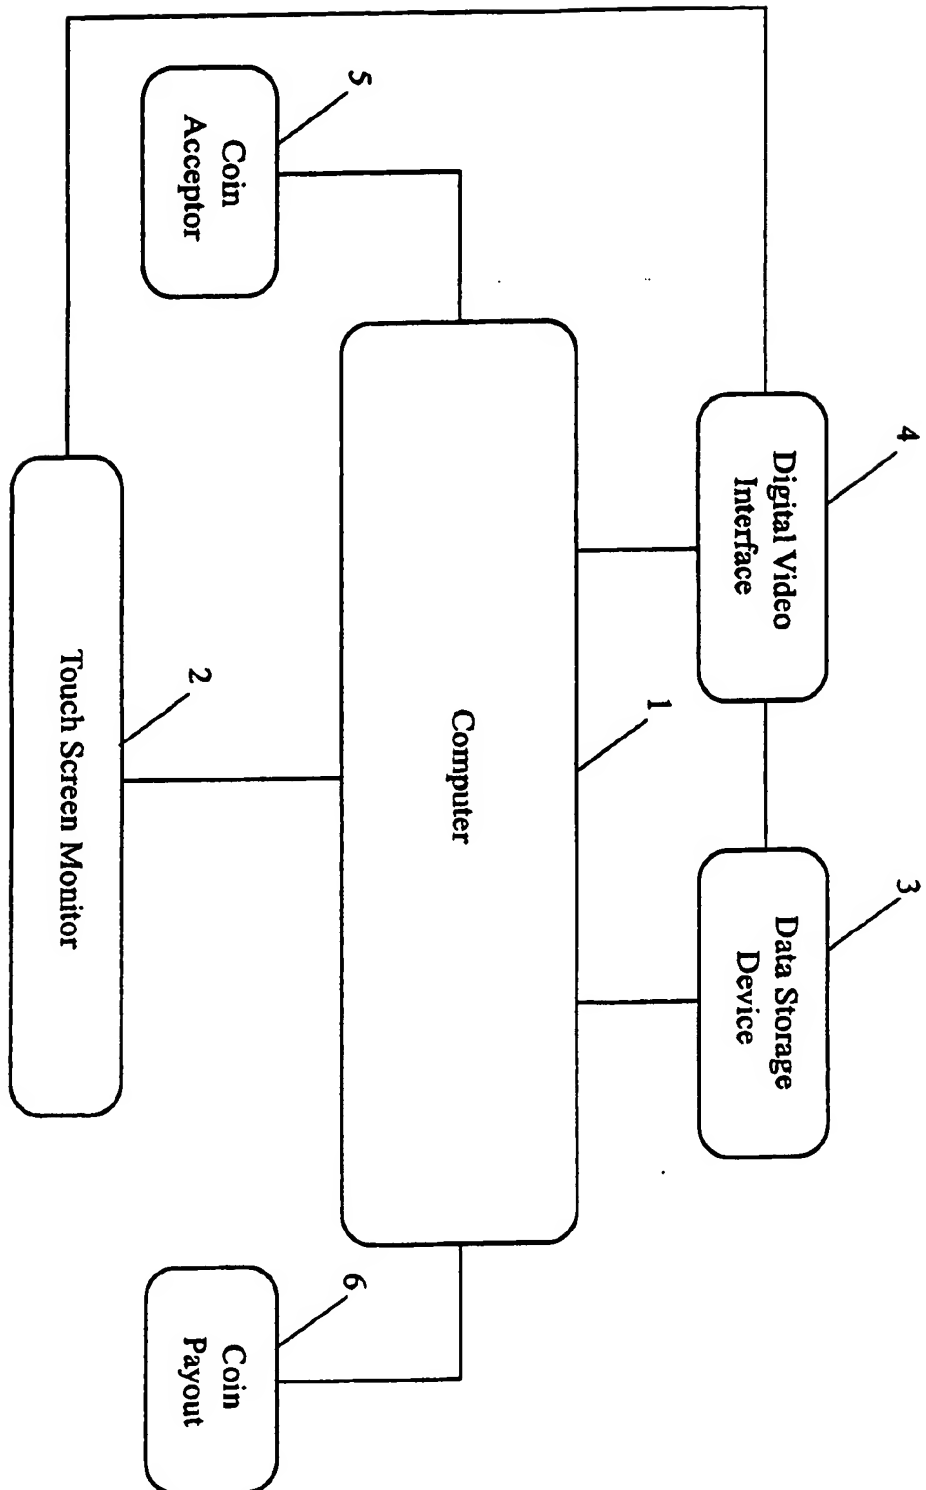 4
Digital Video
Interface
3
Data Storage
Device
5
Coin
Acceptor
1
Computer
6
Coin
Payout
2
Touch Screen Monitor